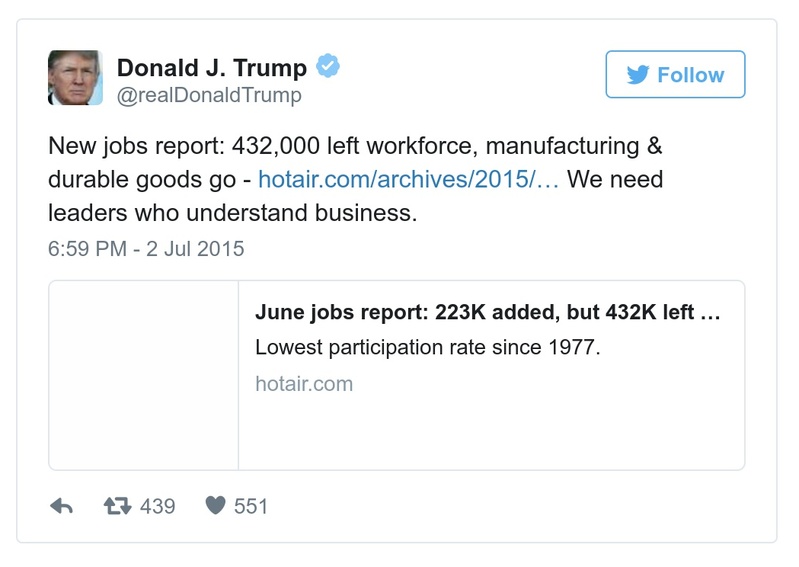 Donald J. Trump
@realDonaldTrump
Follow
New jobs report: 432,000 left workforce, manufacturing &
durable goods go - hotair.com/archives/2015/… We need
leaders who understand business.
6:59 PM - 2 Jul 2015
June jobs report: 223K added, but 432K left …
Lowest participation rate since 1977.
hotair.com
439
551